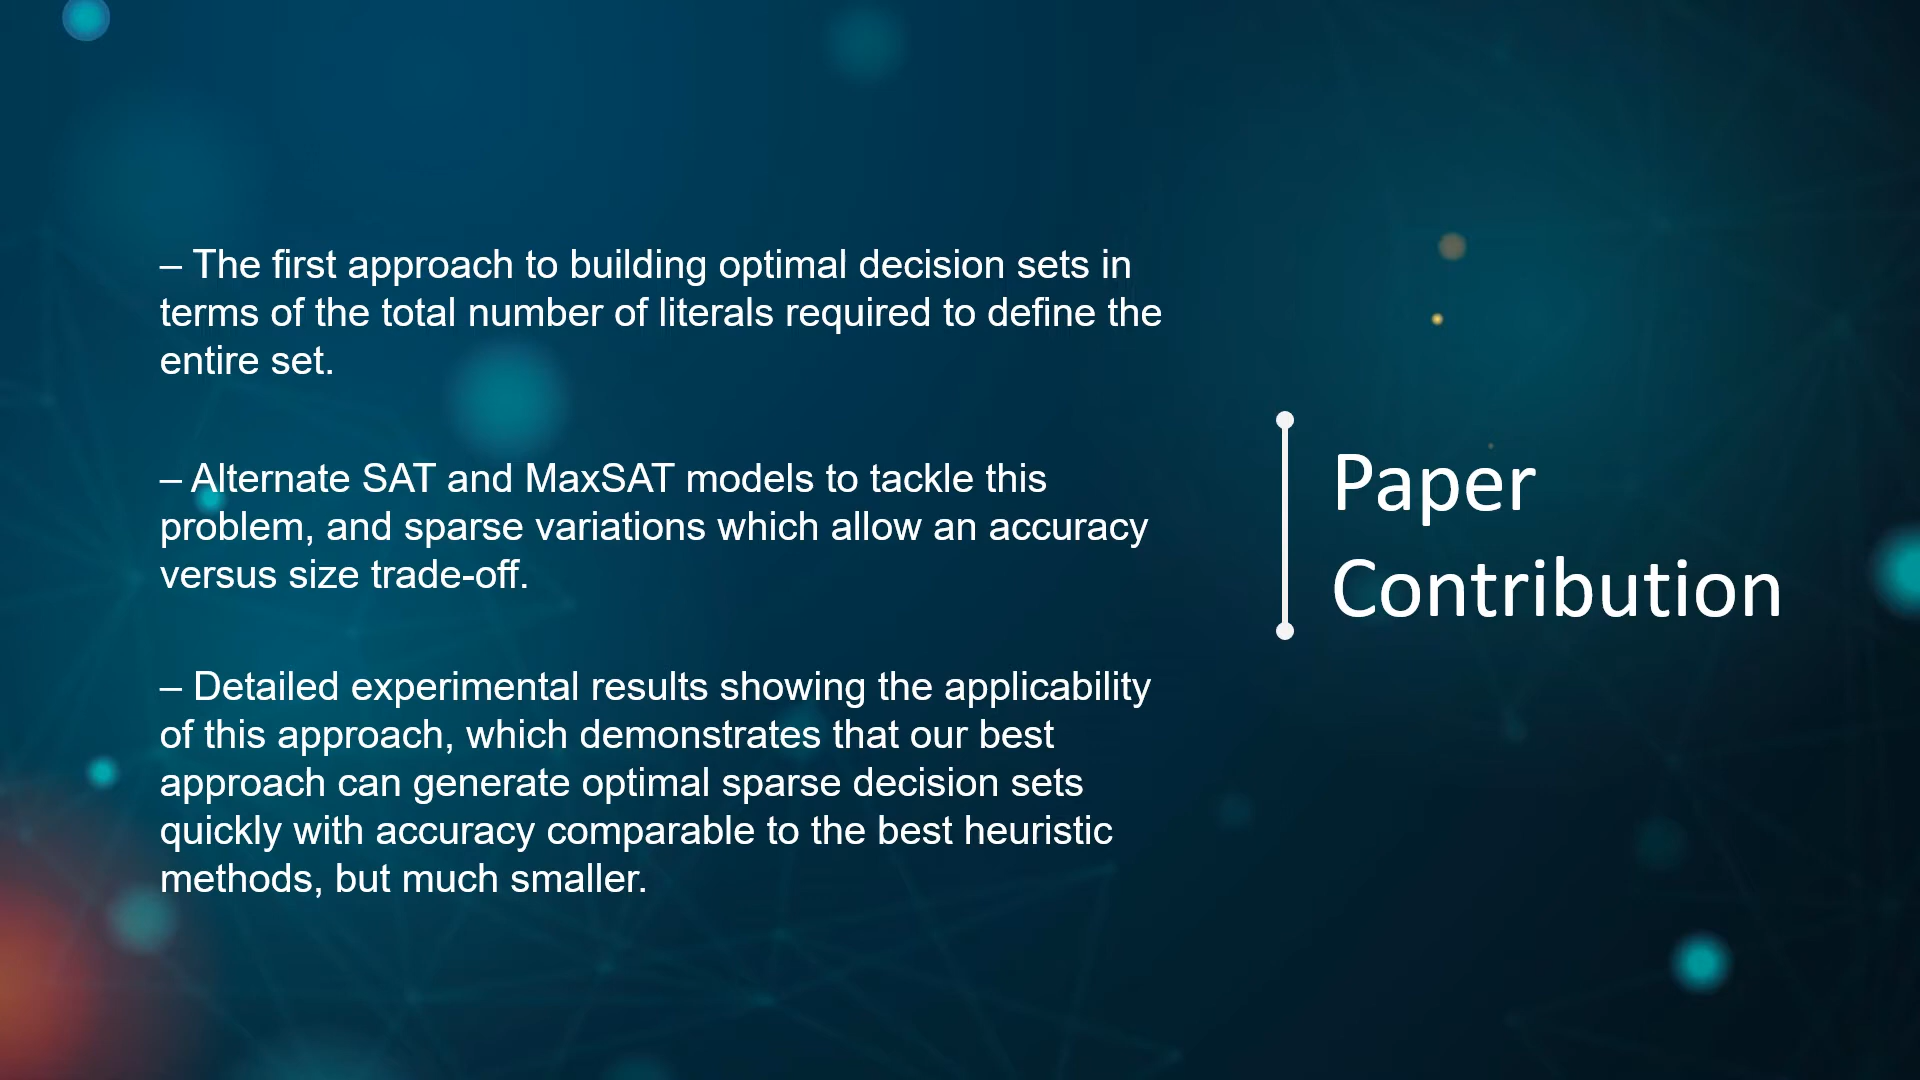 – The first approach to building optimal decision sets in
terms of the total number of literals required to define the
entire set.
– Alternate SAT and MaxSAT models to tackle this
problem, and sparse variations which allow an accuracy
versus size trade-off.
– Detailed experimental results showing the applicability
of this approach, which demonstrates that our best
approach can generate optimal sparse decision sets
quickly with accuracy comparable to the best heuristic
methods, but much smaller.
Paper
Contribution